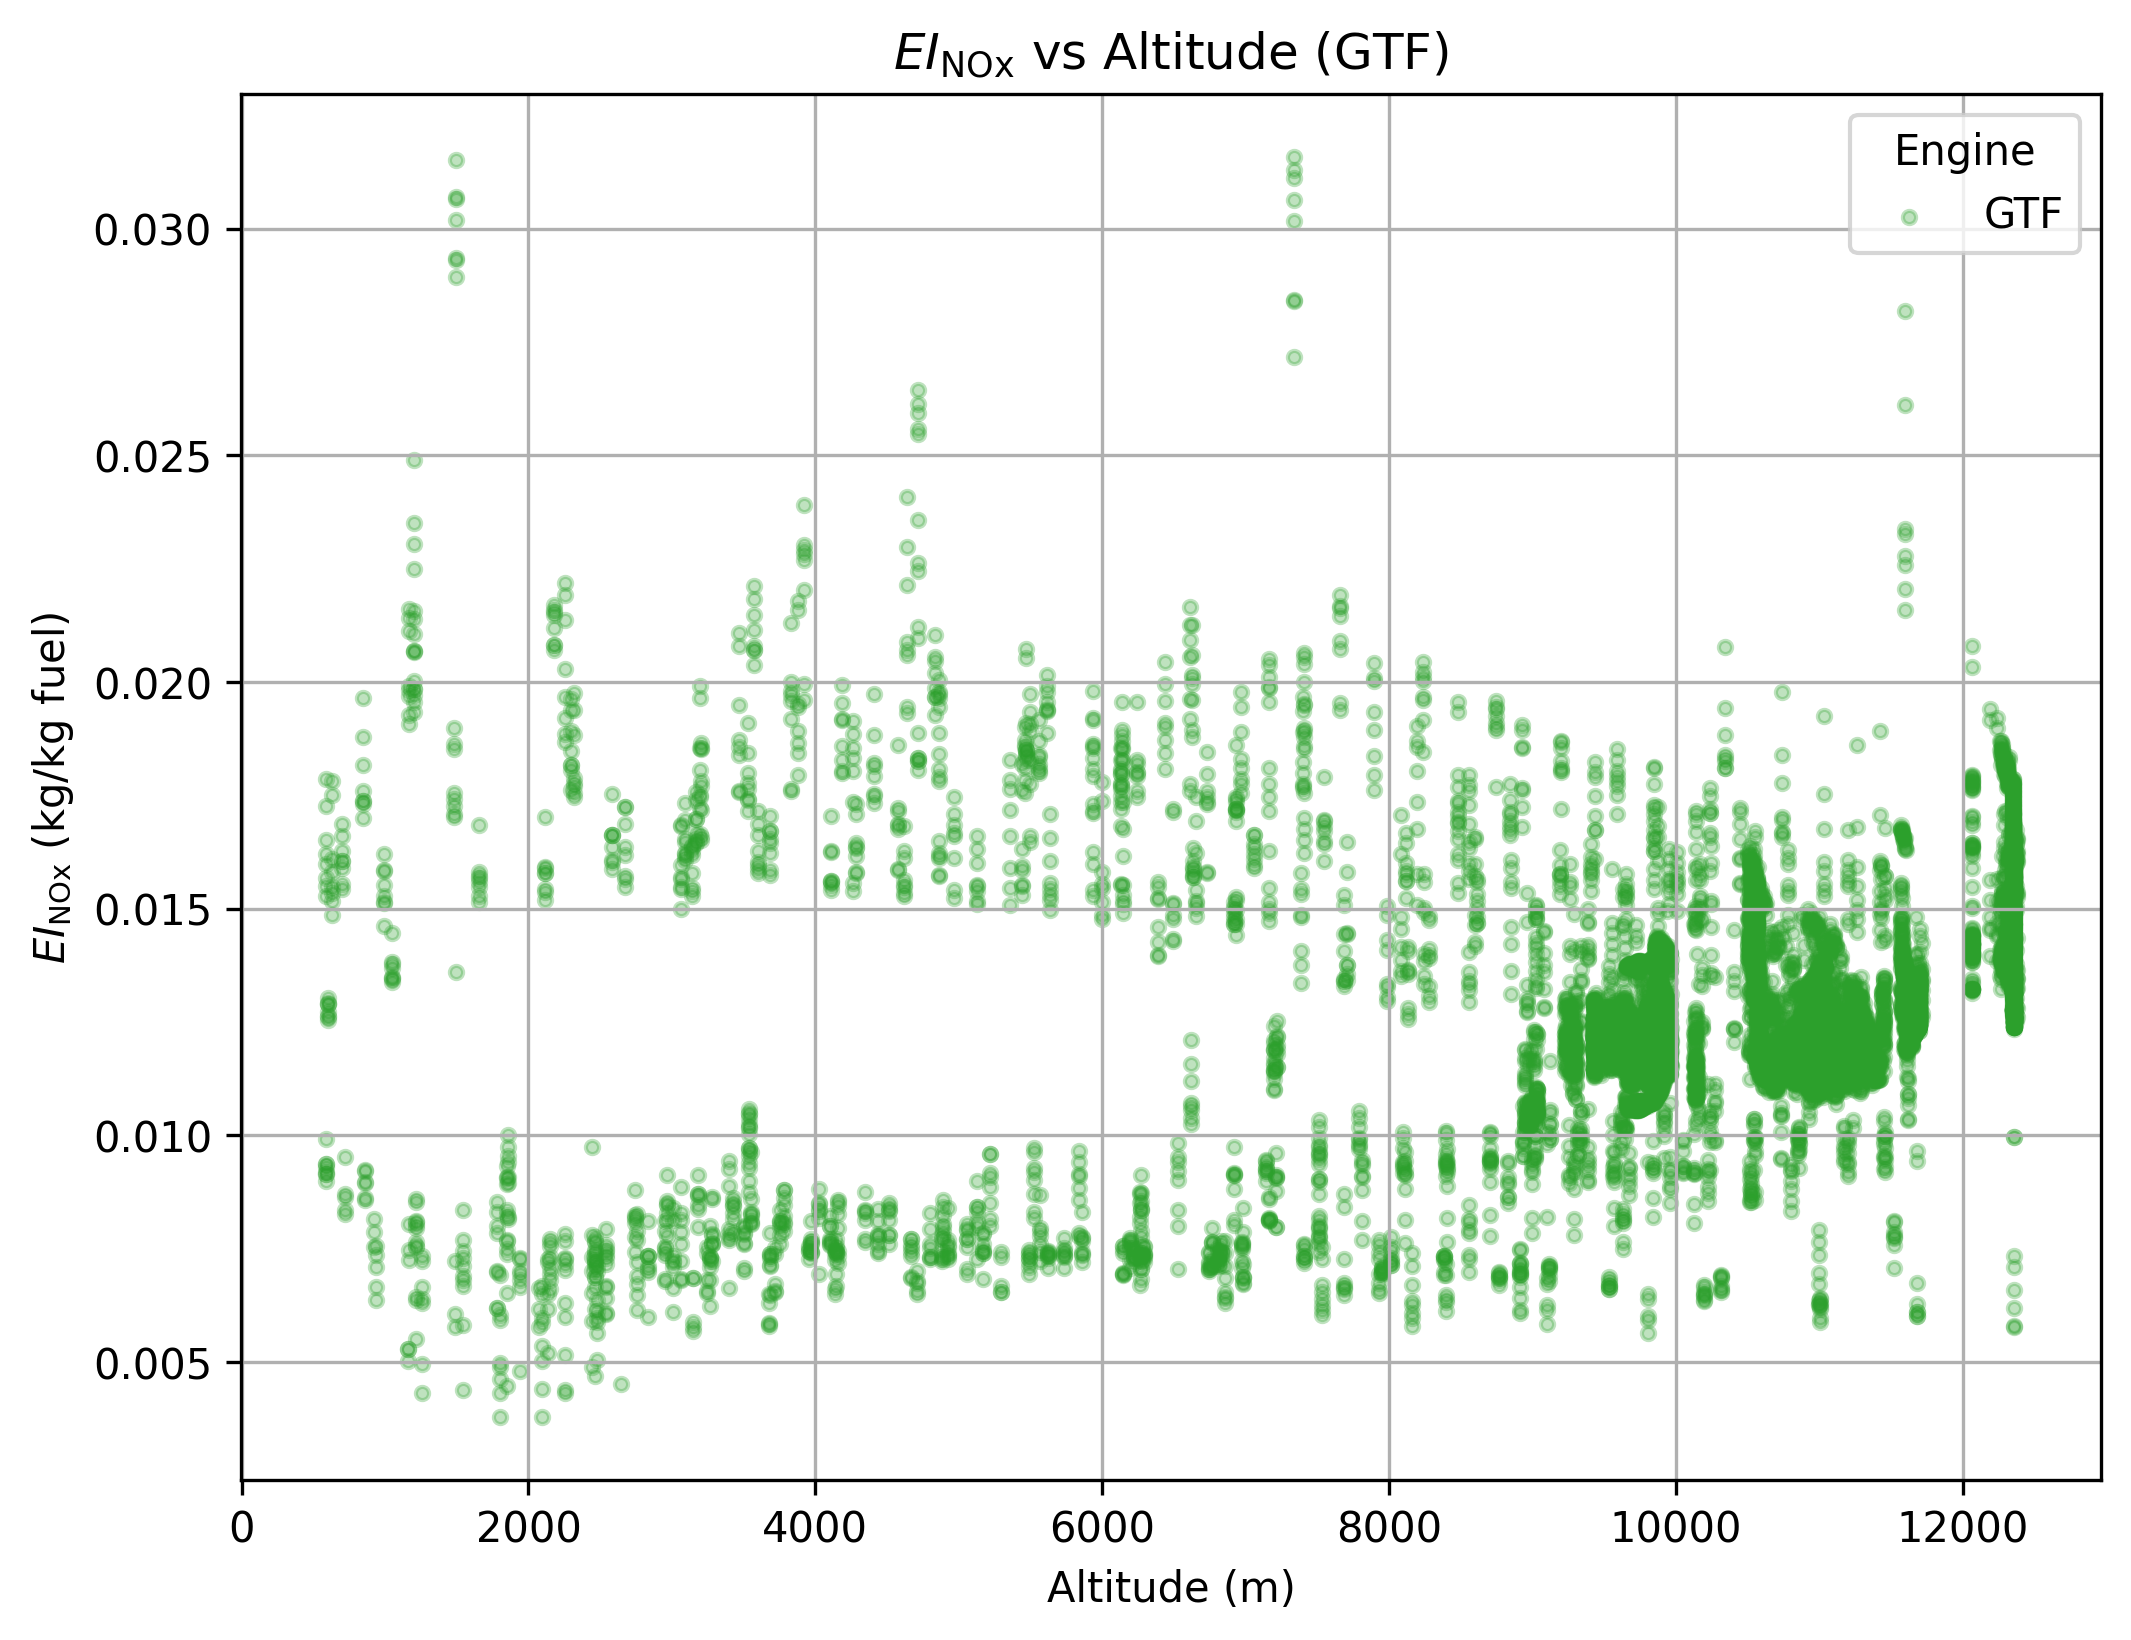 EI_NOx vs Altitude (GTF)
Engine
GTF
EI_NOx (kg/kg fuel)
0.030
0.025
0.020
0.015
0.010
0.005
0
2000
4000
6000
8000
10000
12000
Altitude (m)